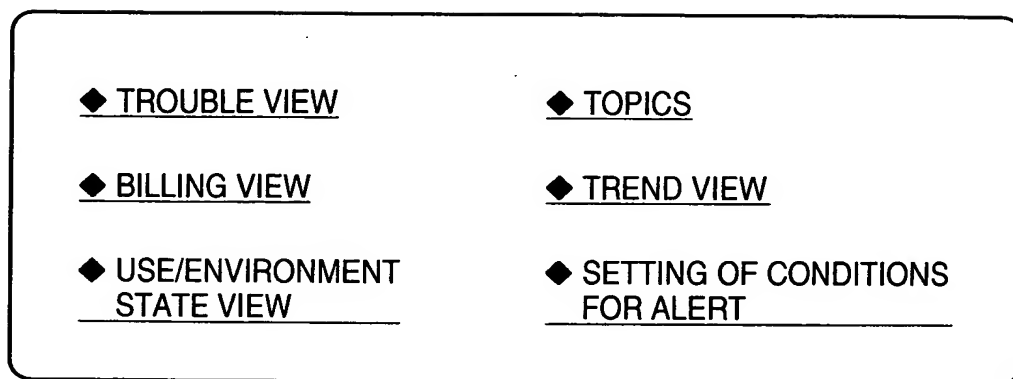 ◆ TROUBLE VIEW
◆ BILLING VIEW
◆ USE/ENVIRONMENT
STATE VIEW
◆ TOPICS
◆ TREND VIEW
◆ SETTING OF CONDITIONS
FOR ALERT